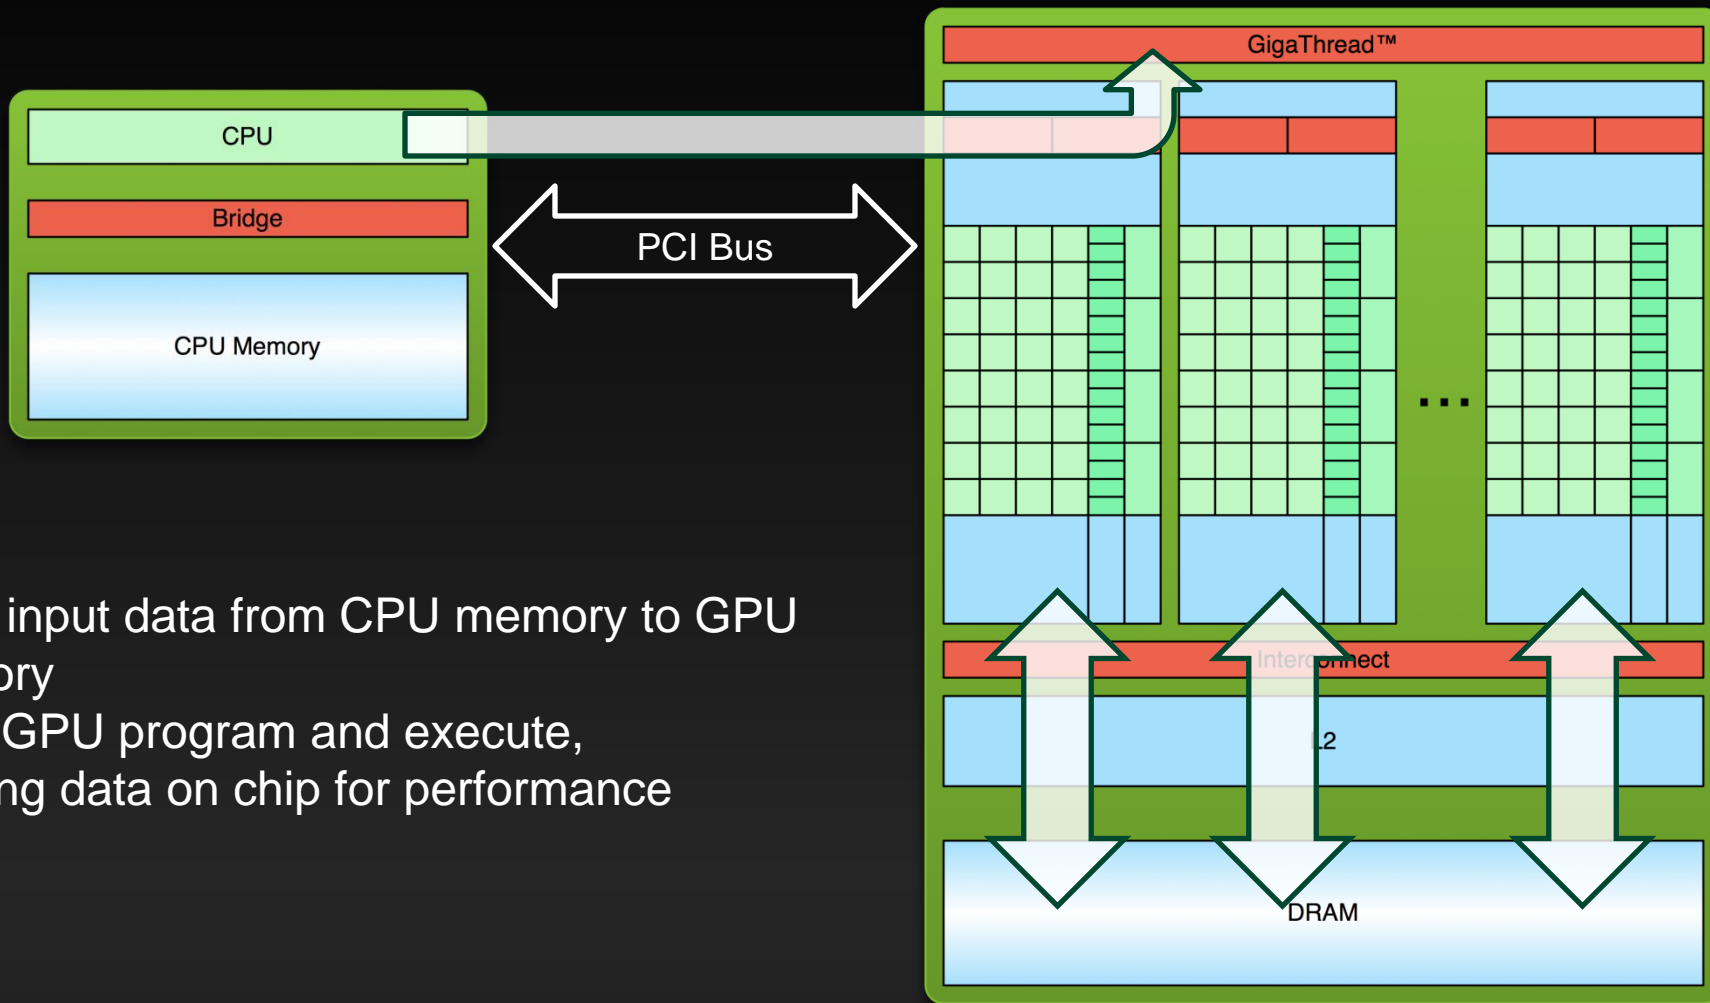 GigaThread™
CPU
Bridge
PCI Bus
CPU Memory
...
input data from CPU memory to GPU
ory
GPU program and execute,
ng data on chip for performance
Interconnect
L2
DRAM